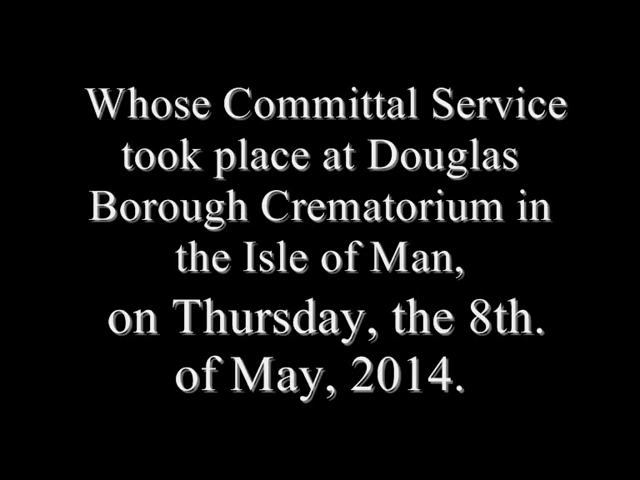 Whose Committal Service
took place at Douglas
Borough Crematorium in
the Isle of Man,
on Thursday, the 8th.
of May, 2014.